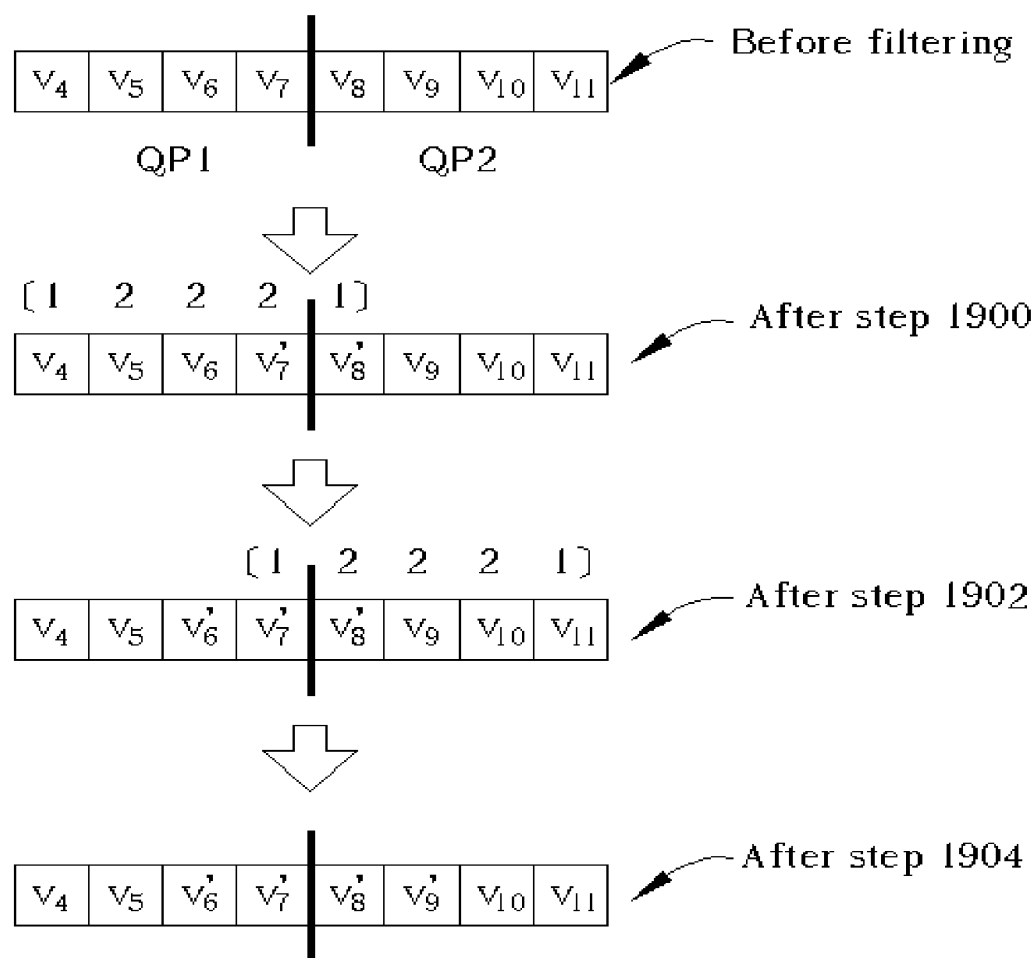 Before filtering
V4 V5 V6 V7 V8 V9 V10 V11
QP1 QP2
[1 2 2 2 1]
After step 1900
V4 V5 V6 V7' V8' V9 V10 V11
[1 2 2 2 1]
After step 1902
V4 V5 V6' V7' V8' V9 V10 V11
After step 1904
V4 V5 V6' V7' V8' V9' V10 V11